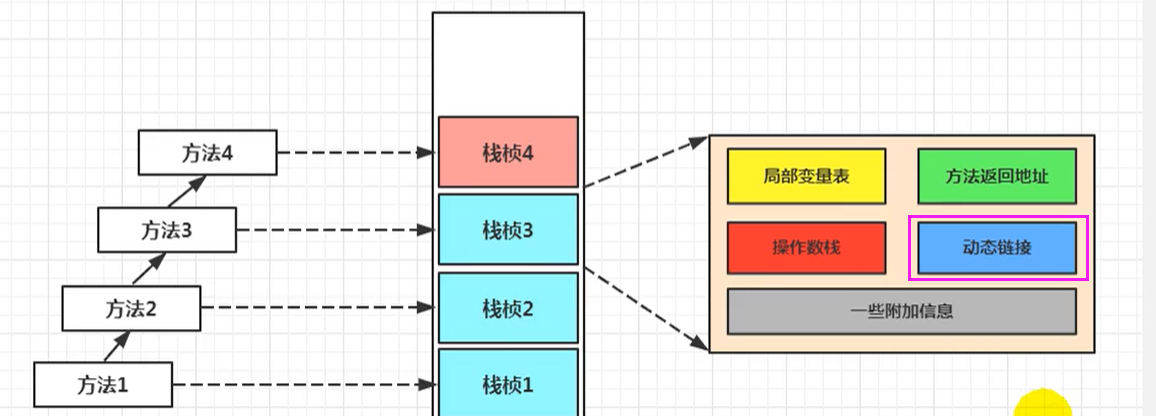 方法4
方法3
方法2
方法1
栈桢4
栈桢3
栈桢2
栈桢1
局部变量表
方法返回地址
操作数栈
动态链接
一些附加信息